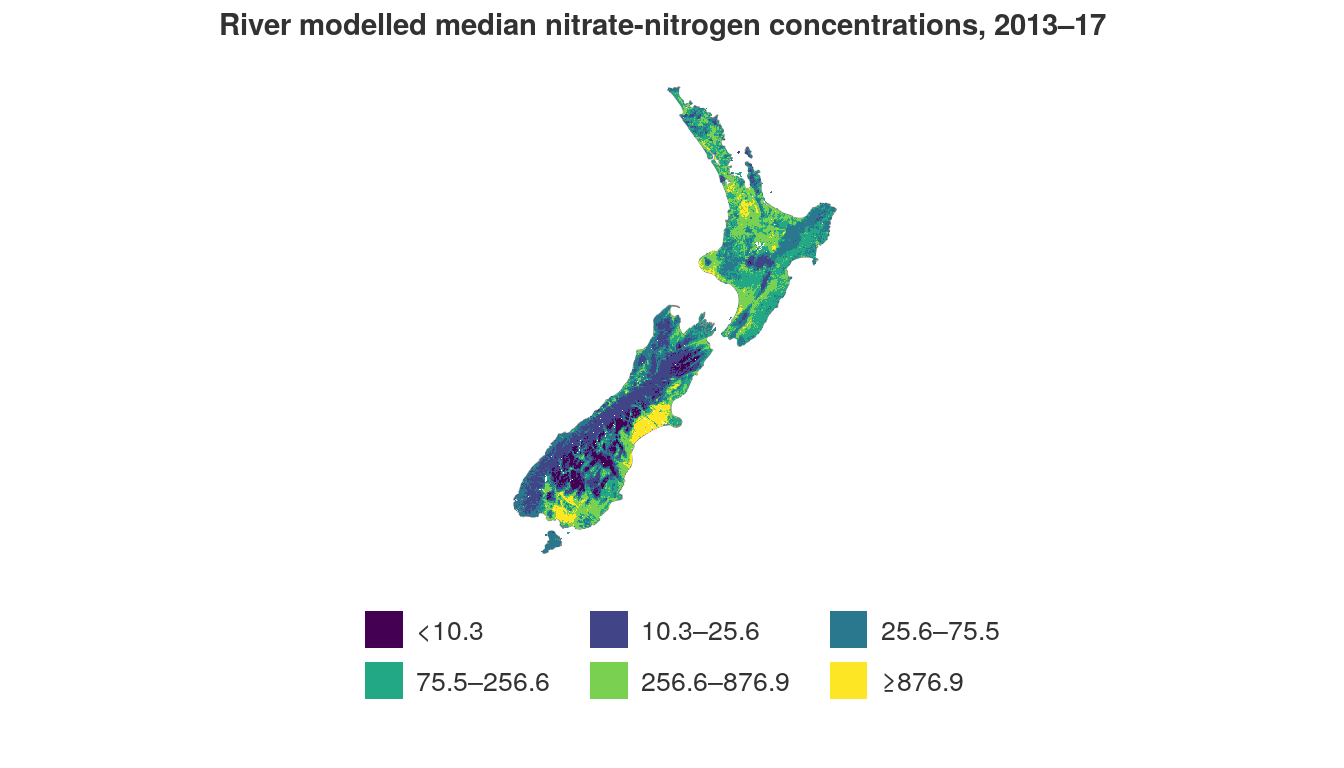 River modelled median nitrate-nitrogen concentrations, 2013–17
<10.3 10.3–25.6 25.6–75.5
75.5–256.6 256.6–876.9 ≥876.9